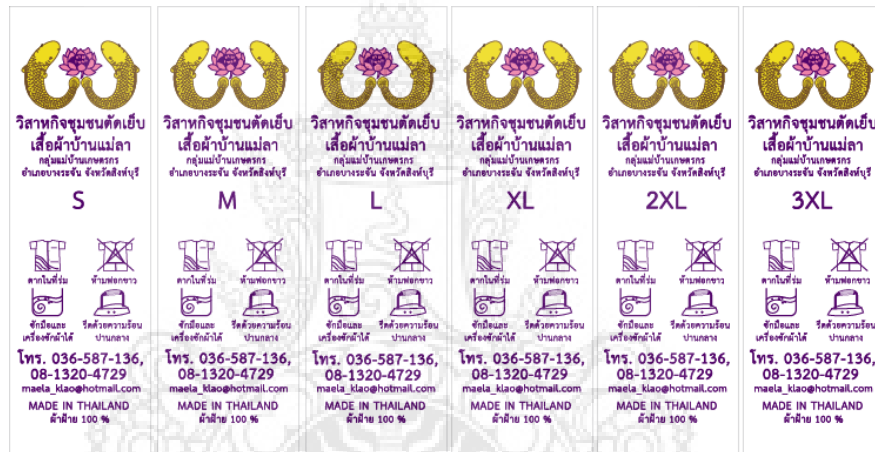 วิสาหกิจชุมชนตัดเย็บ
เสื้อผ้าบ้านแม่ลา
กลุ่มแม่บ้านเกษตรกร
อำเภอบางระจัน จังหวัดสิงห์บุรี
S
ตากในที่ร่ม ห้ามฟอกขาว
ซักมือและ รีดด้วยความร้อน
เครื่องซักผ้าได้ ปานกลาง
โทร. 036-587-136,
08-1320-4729
maela_klao@hotmail.com
MADE IN THAILAND
ผ้าฝ้าย 100 %
วิสาหกิจชุมชนตัดเย็บ
เสื้อผ้าบ้านแม่ลา
กลุ่มแม่บ้านเกษตรกร
อำเภอบางระจัน จังหวัดสิงห์บุรี
M
ตากในที่ร่ม ห้ามฟอกขาว
ซักมือและ รีดด้วยความร้อน
เครื่องซักผ้าได้ ปานกลาง
โทร. 036-587-136,
08-1320-4729
maela_klao@hotmail.com
MADE IN THAILAND
ผ้าฝ้าย 100 %
วิสาหกิจชุมชนตัดเย็บ
เสื้อผ้าบ้านแม่ลา
กลุ่มแม่บ้านเกษตรกร
อำเภอบางระจัน จังหวัดสิงห์บุรี
L
ตากในที่ร่ม ห้ามฟอกขาว
ซักมือและ รีดด้วยความร้อน
เครื่องซักผ้าได้ ปานกลาง
โทร. 036-587-136,
08-1320-4729
maela_klao@hotmail.com
MADE IN THAILAND
ผ้าฝ้าย 100 %
วิสาหกิจชุมชนตัดเย็บ
เสื้อผ้าบ้านแม่ลา
กลุ่มแม่บ้านเกษตรกร
อำเภอบางระจัน จังหวัดสิงห์บุรี
XL
ตากในที่ร่ม ห้ามฟอกขาว
ซักมือและ รีดด้วยความร้อน
เครื่องซักผ้าได้ ปานกลาง
โทร. 036-587-136,
08-1320-4729
maela_klao@hotmail.com
MADE IN THAILAND
ผ้าฝ้าย 100 %
วิสาหกิจชุมชนตัดเย็บ
เสื้อผ้าบ้านแม่ลา
กลุ่มแม่บ้านเกษตรกร
อำเภอบางระจัน จังหวัดสิงห์บุรี
2XL
ตากในที่ร่ม ห้ามฟอกขาว
ซักมือและ รีดด้วยความร้อน
เครื่องซักผ้าได้ ปานกลาง
โทร. 036-587-136,
08-1320-4729
maela_klao@hotmail.com
MADE IN THAILAND
ผ้าฝ้าย 100 %
วิสาหกิจชุมชนตัดเย็บ
เสื้อผ้าบ้านแม่ลา
กลุ่มแม่บ้านเกษตรกร
อำเภอบางระจัน จังหวัดสิงห์บุรี
3XL
ตากในที่ร่ม ห้ามฟอกขาว
ซักมือและ รีดด้วยความร้อน
เครื่องซักผ้าได้ ปานกลาง
โทร. 036-587-136,
08-1320-4729
maela_klao@hotmail.com
MADE IN THAILAND
ผ้าฝ้าย 100 %